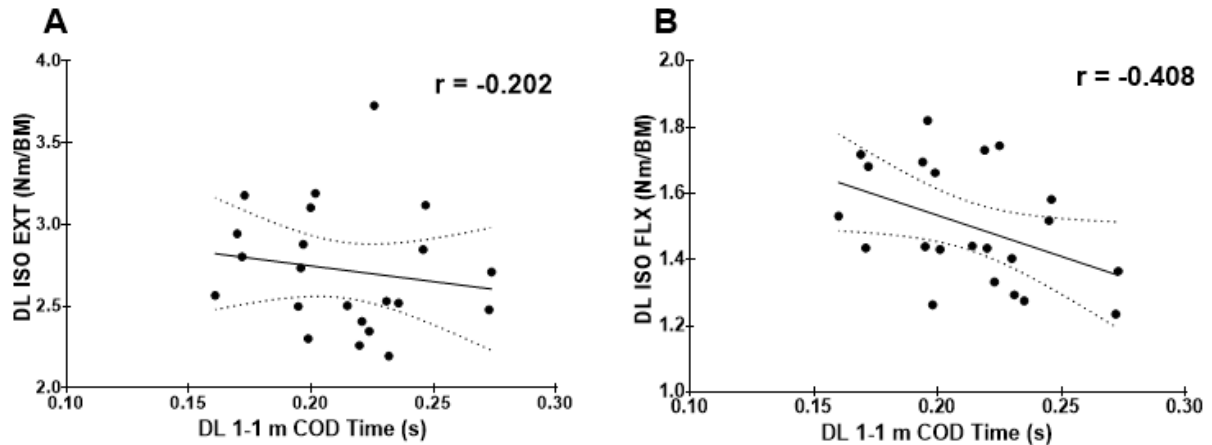 A
r = -0.202
DL ISO EXT (Nm/BM)
4.0
3.5
3.0
2.5
2.0
0.10
0.15
0.20
0.25
0.30
DL 1-1 m COD Time (s)
B
r = -0.408
DL ISO FLX (Nm/BM)
2.0
1.8
1.6
1.4
1.2
1.0
0.10
0.15
0.20
0.25
0.30
DL 1-1 m COD Time (s)